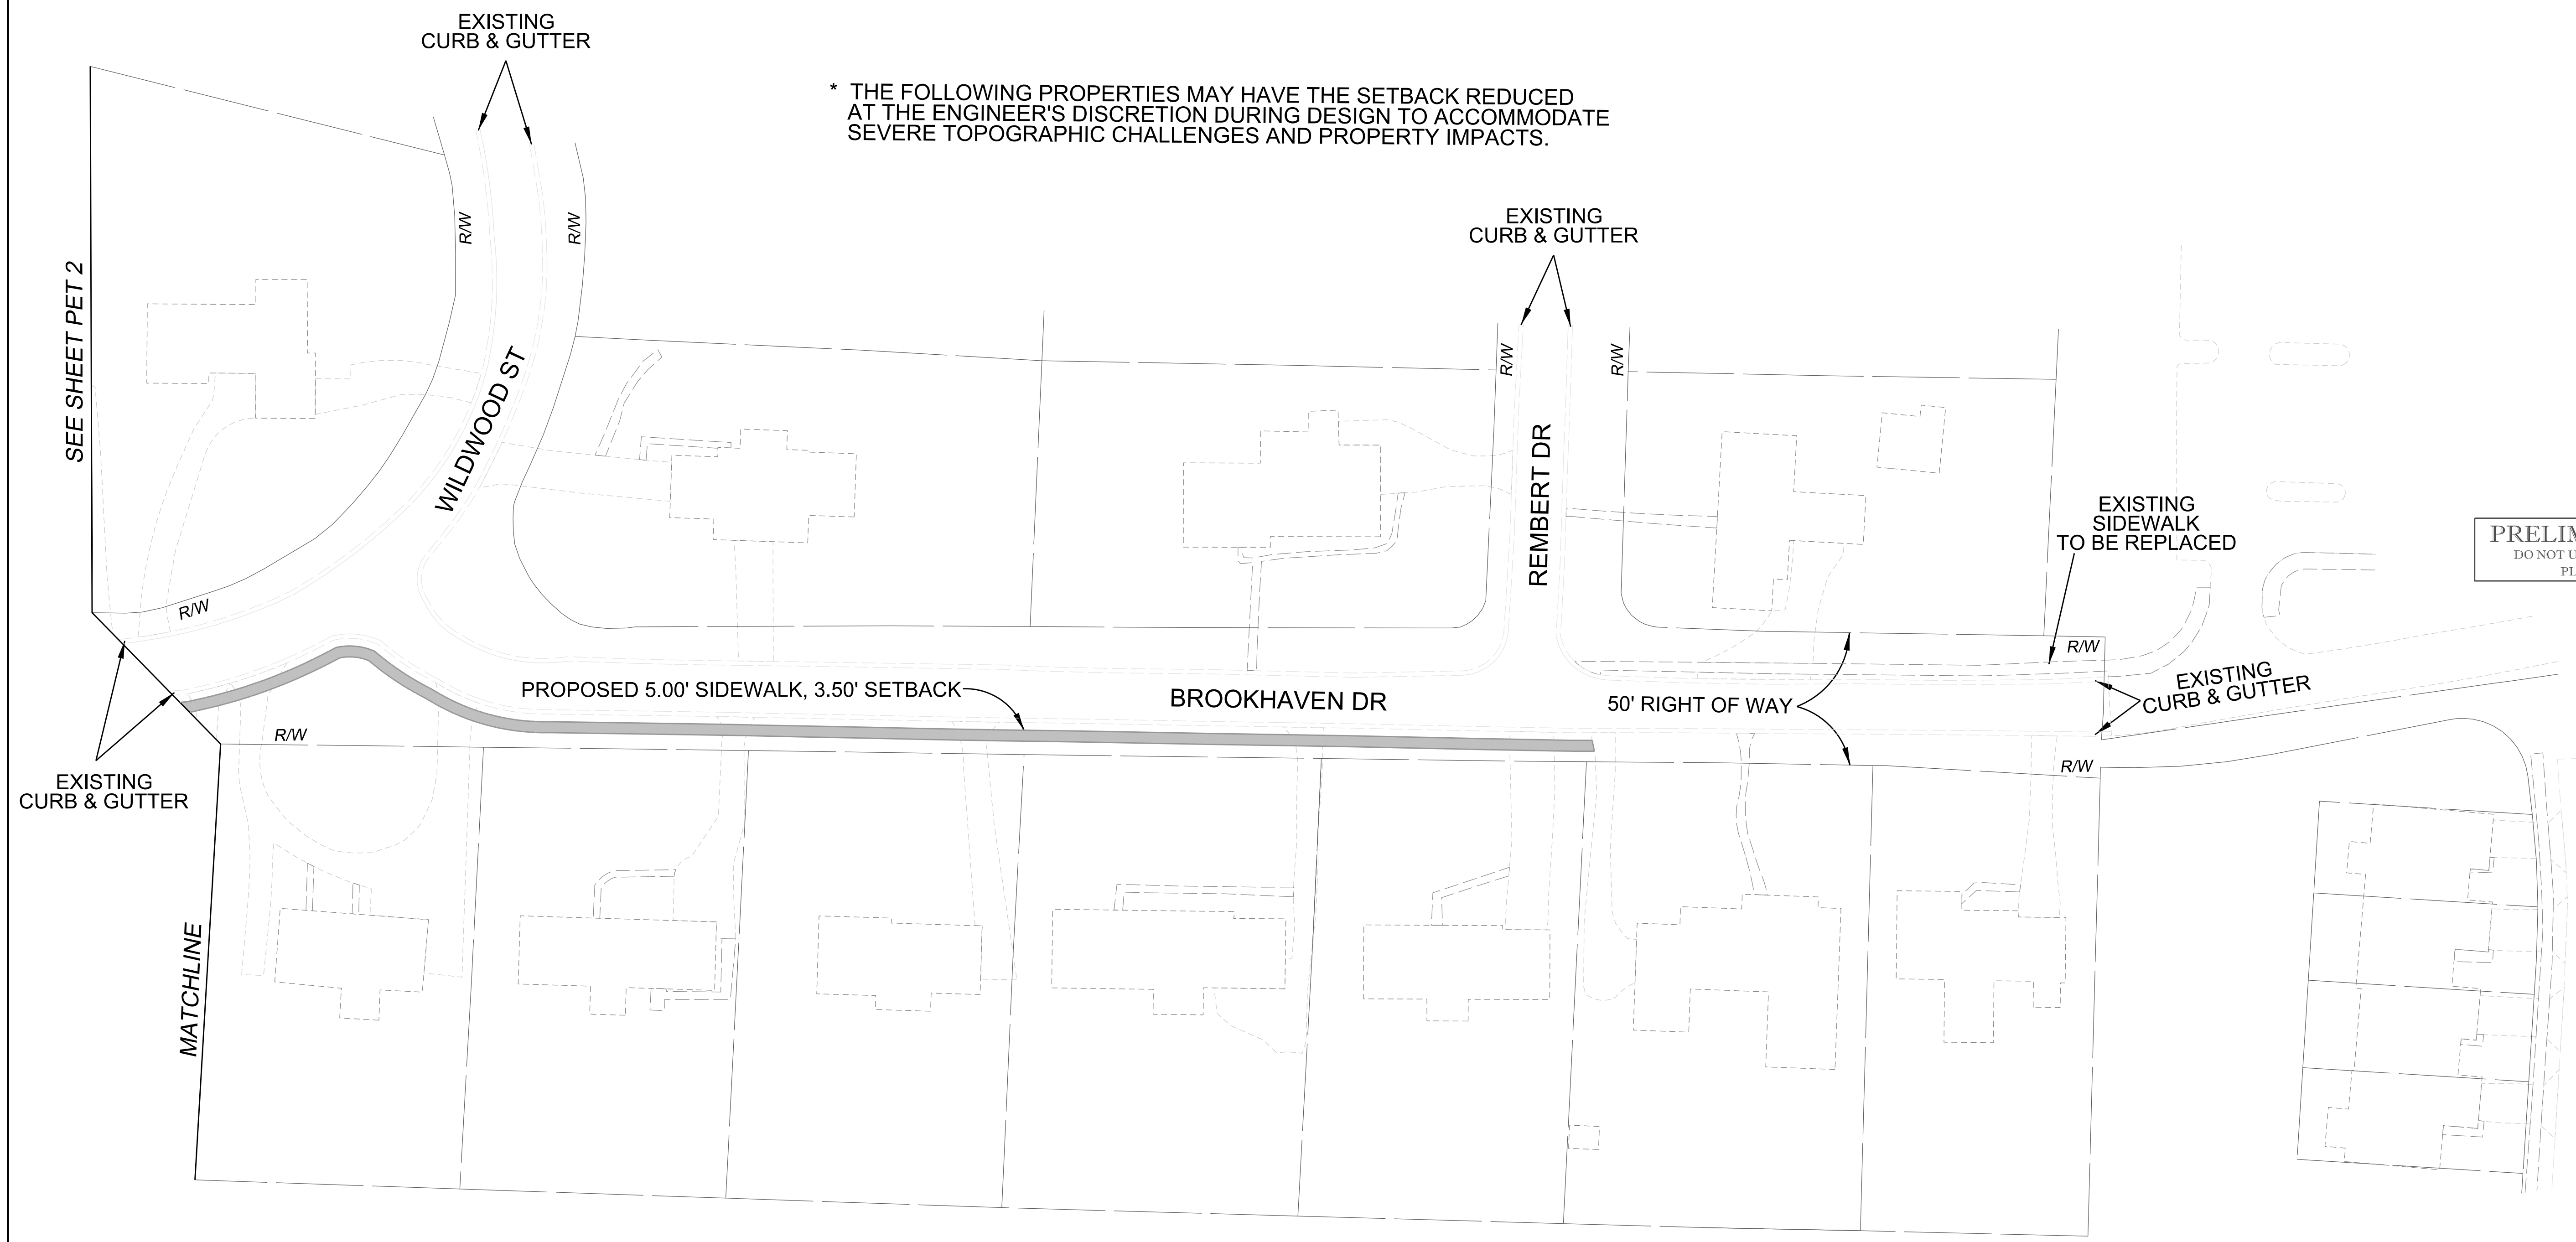 EXISTING
CURB & GUTTER
* THE FOLLOWING PROPERTIES MAY HAVE THE SETBACK REDUCED
AT THE ENGINEER'S DISCRETION DURING DESIGN TO ACCOMMODATE
SEVERE TOPOGRAPHIC CHALLENGES AND PROPERTY IMPACTS.
R/W
R/W
EXISTING
CURB & GUTTER
SEE SHEET PET 2
WILDWOOD ST
R/W
R/W
REMBERT DR
EXISTING
SIDEWALK
TO BE REPLACED
DO NOT
R/W
R/W
EXISTING
CURB & GUTTER
PROPOSED 5.00' SIDEWALK, 3.50' SETBACK
BROOKHAVEN DR
50' RIGHT OF WAY
R/W
R/W
EXISTING
CURB & GUTTER
MATCHLINE